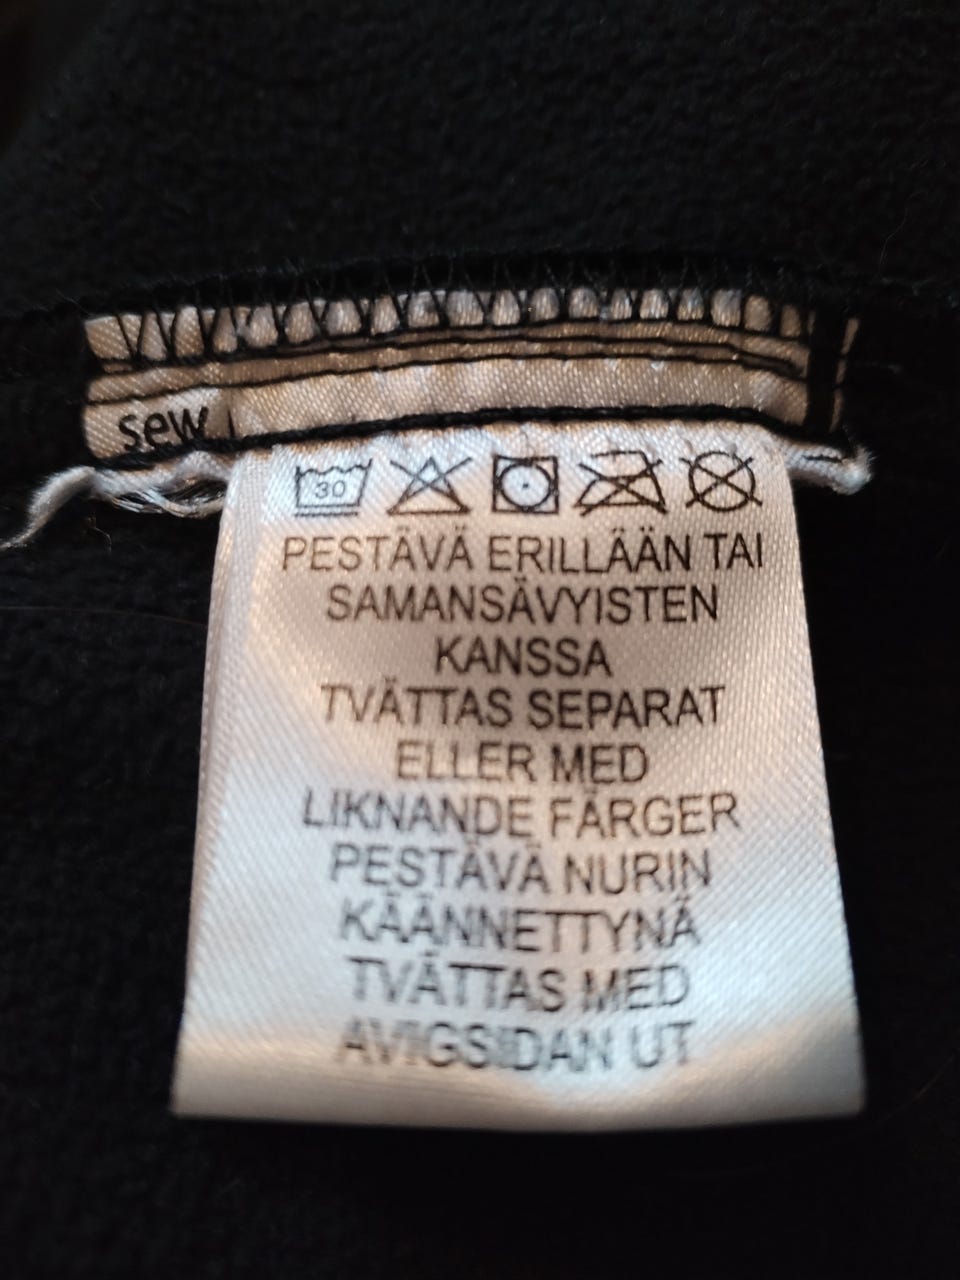 sew
30
PESTÄVÄ ERILLÄÄN TAI
SAMANSÄVYISTEN
KANSSA
TVÄTTAS SEPARAT
ELLER MED
LIKNANDE FÄRGER
PESTÄVÄ NURIN
KÄÄNNETTYNÄ
TVÄTTAS MED
AVIGSIDAN UT